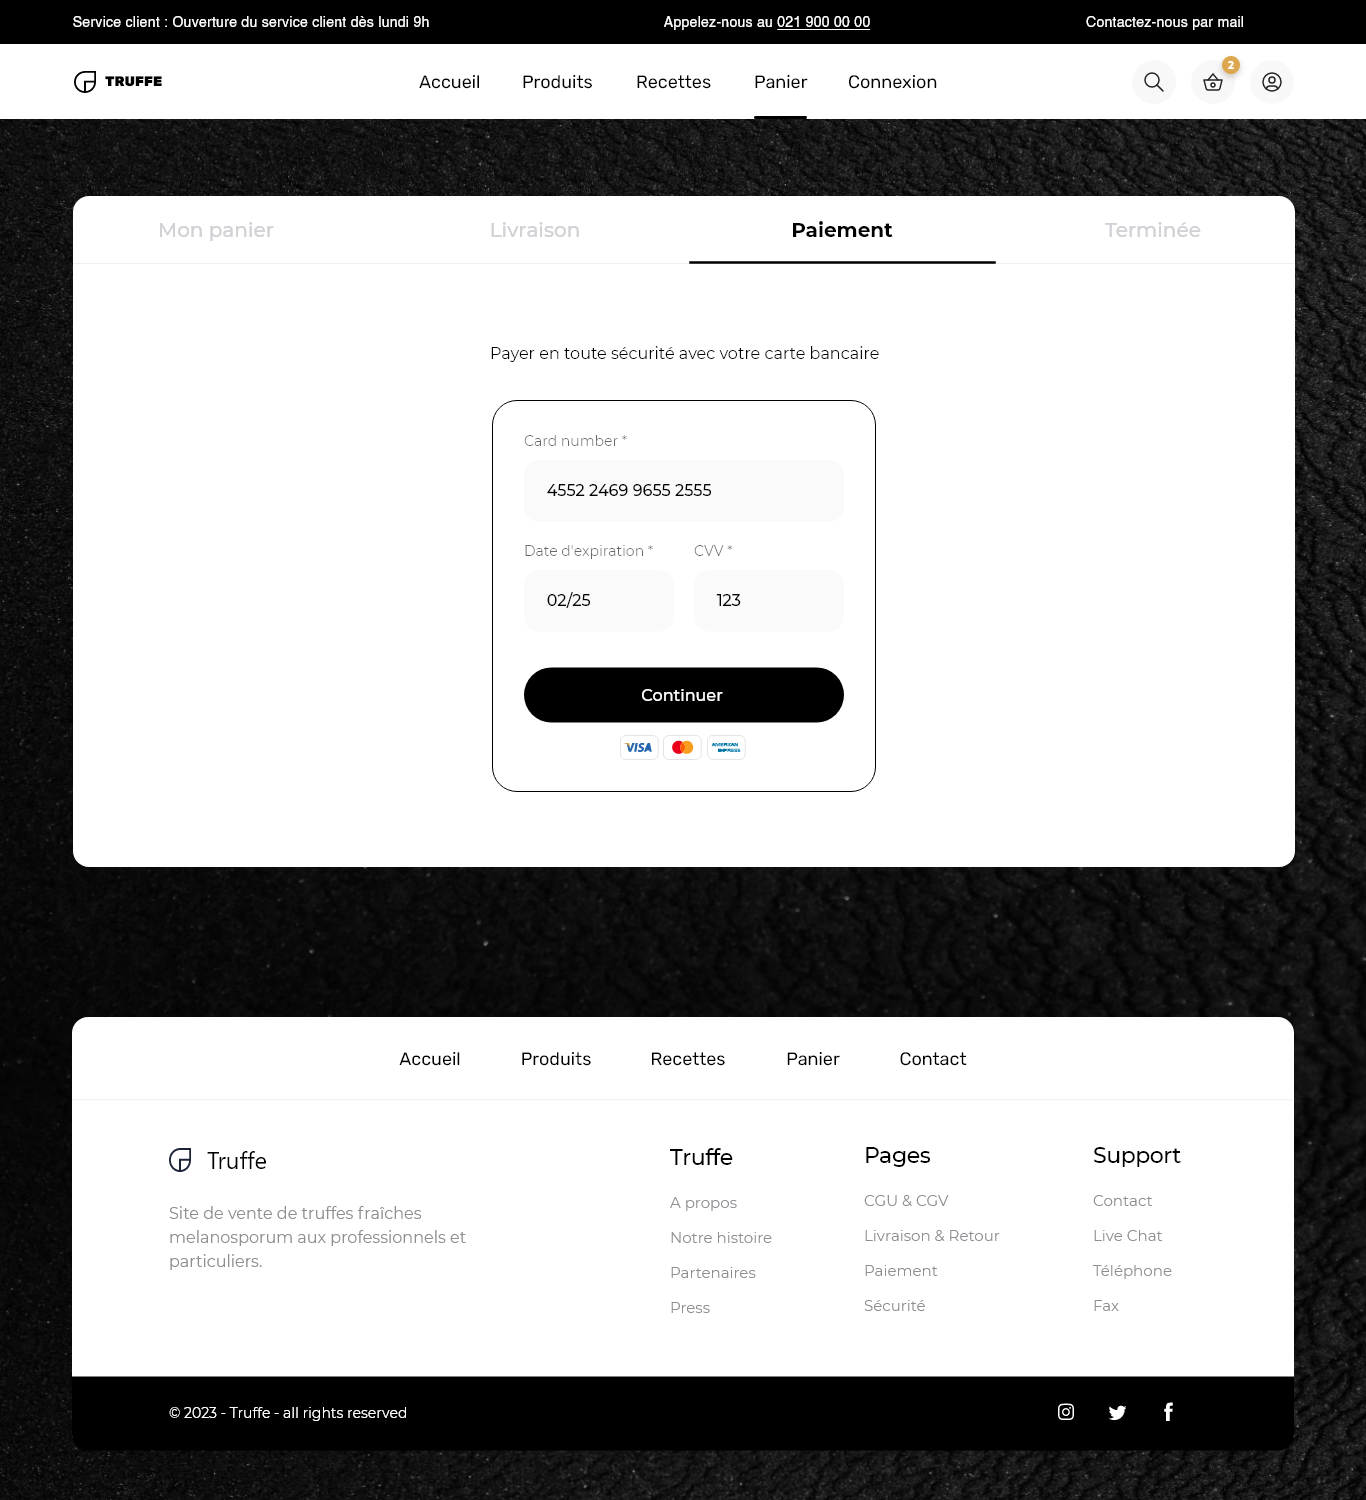 Service client : Ouverture du service client dès lundi 9h
Appelez-nous au 021 900 00 00
Contactez-nous par mail
TRUFFE
Accueil
Produits
Recettes
Panier
Connexion
2
Mon panier
Livraison
Paiement
Terminée
Payer en toute sécurité avec votre carte bancaire
Card number *
4552 2469 9655 2555
Date d'expiration *
CVV *
02/25
123
Continuer
VISA
AMERICAN
EXPRESS
Accueil
Produits
Recettes
Panier
Contact
Truffe
Site de vente de truffes fraîches
melanosporum aux professionnels et
particuliers.
Truffe
A propos
Notre histoire
Partenaires
Press
Pages
CGU & CGV
Livraison & Retour
Paiement
Sécurité
Support
Contact
Live Chat
Téléphone
Fax
© 2023 - Truffe - all rights reserved